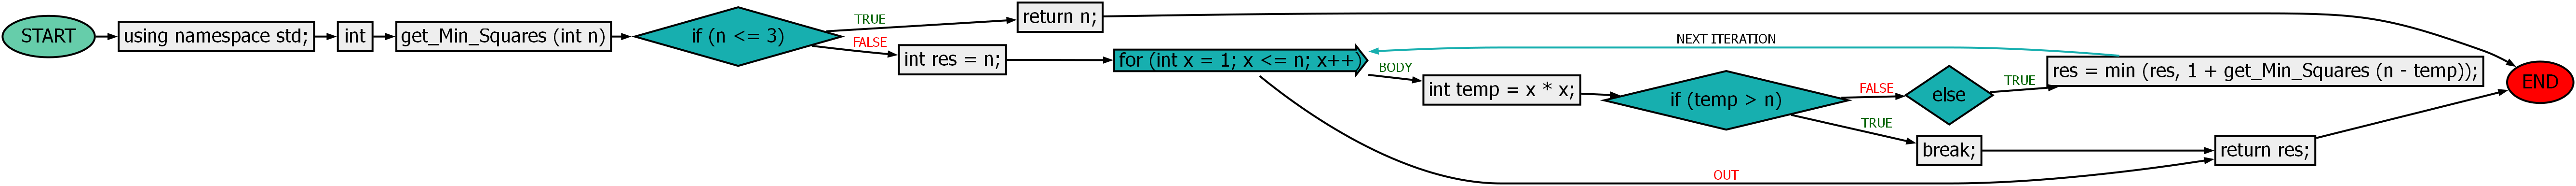 START
using namespace std;
int
get_Min_Squares (int n)
if (n <= 3)
TRUE
return n;
FALSE
int res = n;
for (int x = 1; x <= n; x++)
NEXT ITERATION
BODY
int temp = x * x;
if (temp > n)
FALSE
else
TRUE
res = min (res, 1 + get_Min_Squares (n - temp));
TRUE
break;
OUT
return res;
END